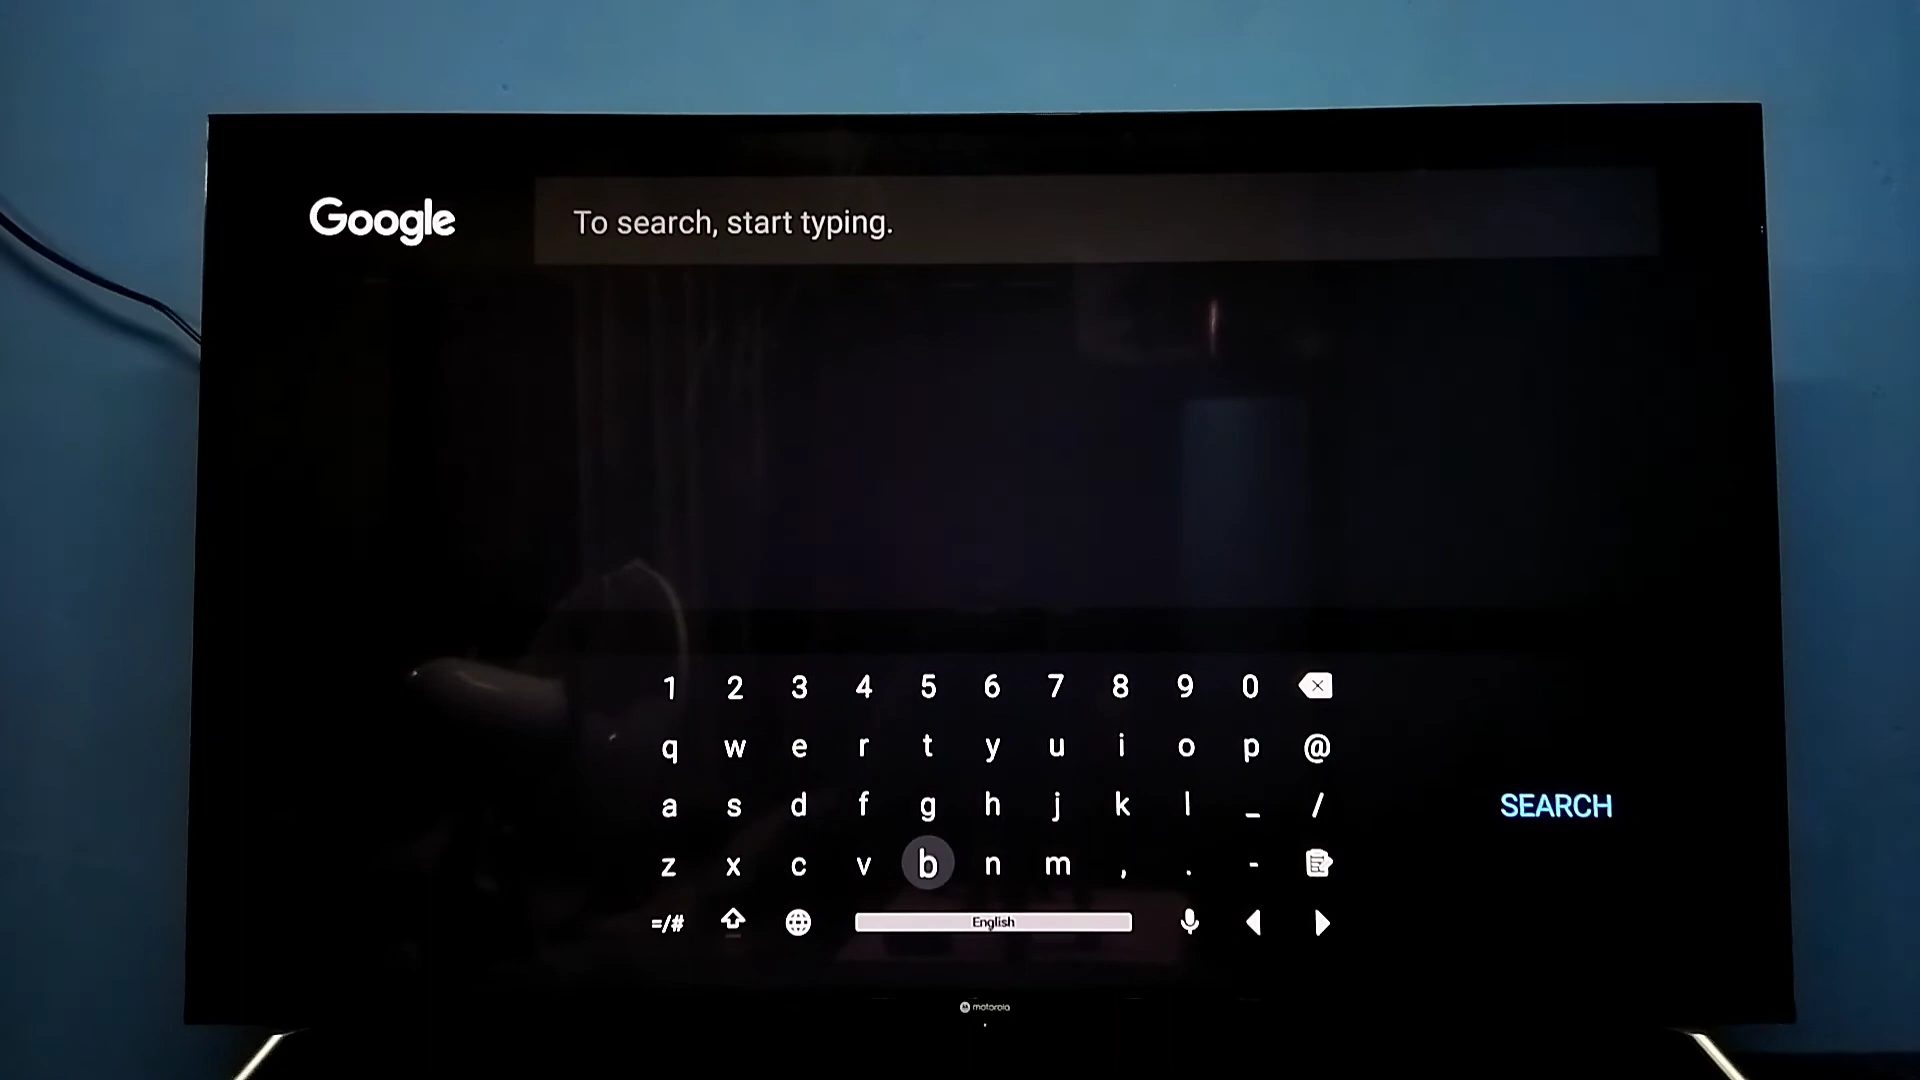 Google
To search, start typing.
1 2 3 4 5 6 7 8 9 0
q w e r t y u i o p @
a s d f g h j k l _ /
SEARCH
z x c v b n m , . -
=/# English
motorola